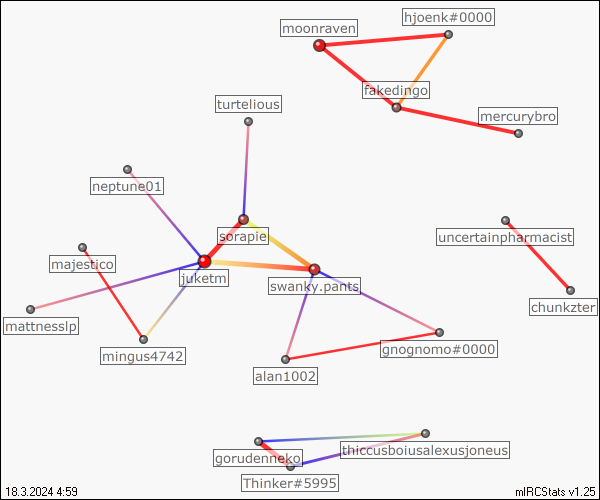 hjoenk#0000
moonraven
fakedingo
turtelious
mercurybro
neptune01
sorapie
uncertainpharmacist
majestico
juketm
swanky.pants
chunkzter
mattnesslp
mingus4742
gnognomo#0000
alan1002
thiccusboiusalexusjoneus
gorudenneko
Thinker#5995
18.3.2024 4:59
mIRCStats v1.25